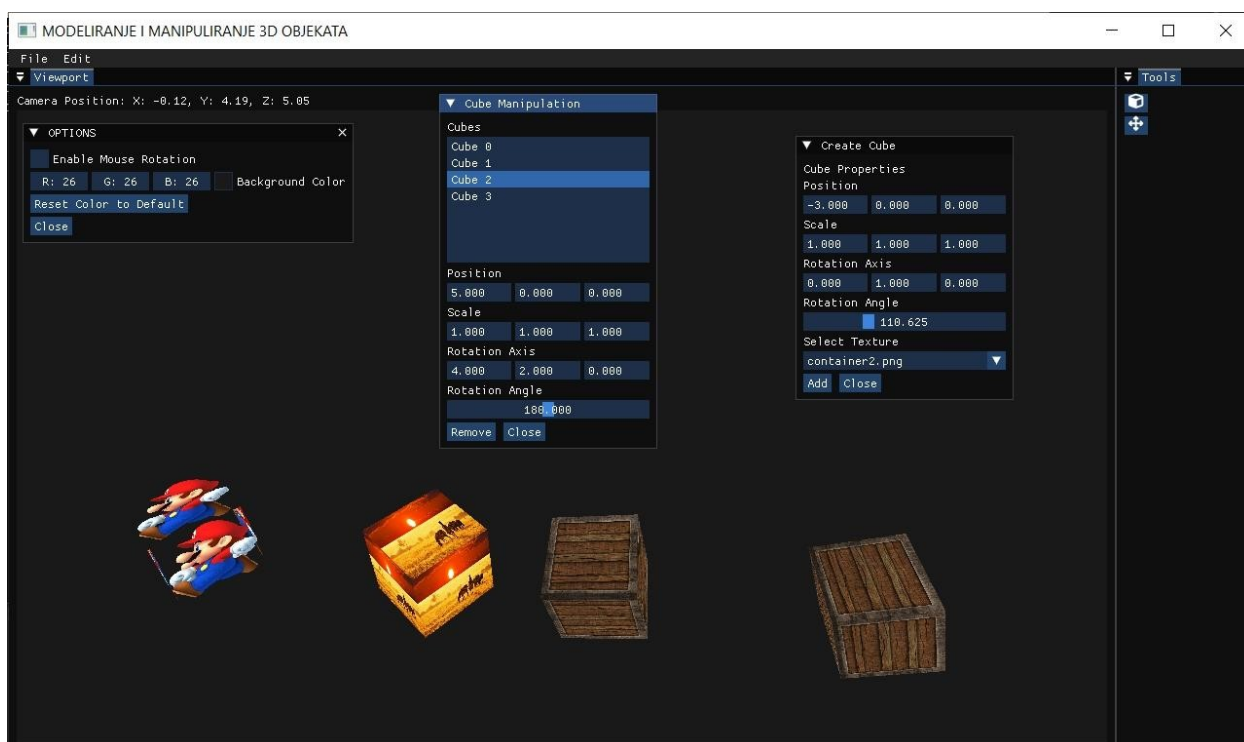 MODELIRANJE I MANIPULIRANJE 3D OBJEKATA
File Edit
Viewport
Tools
Camera Position: X: -0.12, Y: 4.19, Z: 5.05
OPTIONS
Enable Mouse Rotation
R: 26 G: 26 B: 26 Background Color
Reset Color to Default
Close
Cube Manipulation
Cubes
Cube 0
Cube 1
Cube 2
Cube 3
Position
5.000 0.000 0.000
Scale
1.000 1.000 1.000
Rotation Axis
4.000 2.000 0.000
Rotation Angle
180.000
Remove Close
Create Cube
Cube Properties
Position
-3.000 0.000 0.000
Scale
1.000 1.000 1.000
Rotation Axis
0.000 1.000 0.000
Rotation Angle
110.625
Select Texture
container2.png
Add Close